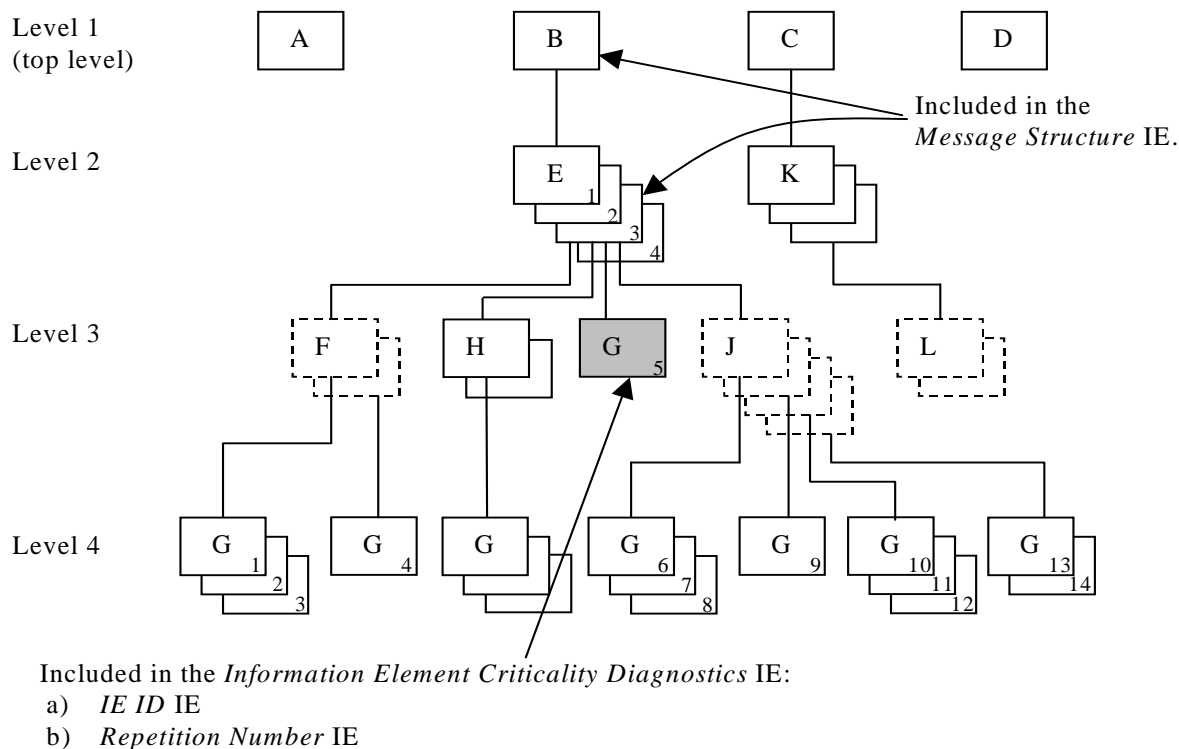 Level 1
(top level)
A
B
C
D
Included in the
Message Structure IE.
Level 2
E
1
2
3
4
K
Level 3
F
H
G
5
J
L
Level 4
G
1
2
3
G
4
G
G
6
7
8
G
9
G
10
11
12
G
13
14
Included in the Information Element Criticality Diagnostics IE:
a) IE ID IE
b) Repetition Number IE